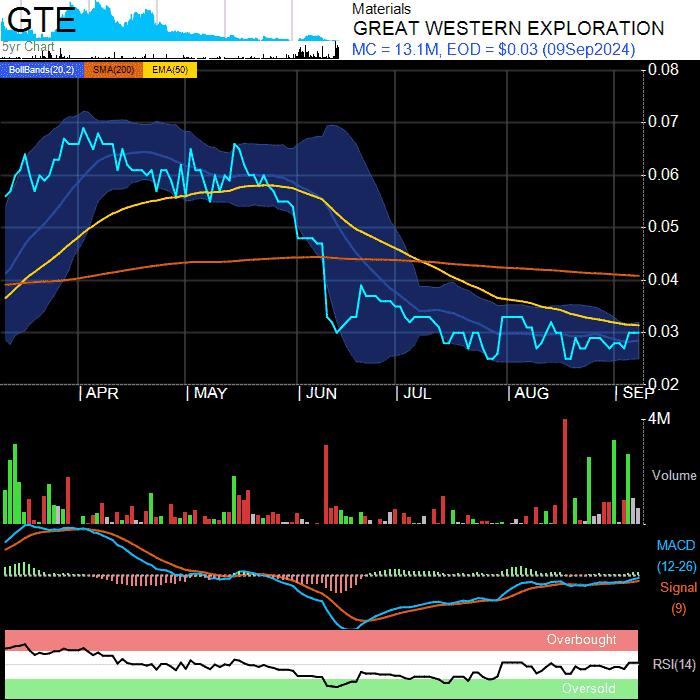 GTE
5yr Chart
Materials
GREAT WESTERN EXPLORATION
MC = 13.1M, EOD = $0.03 (09Sep2024)
BollBands(20,2) SMA(200) EMA(50)
0.08
0.07
0.06
0.05
0.04
0.03
0.02
APR MAY JUN JUL AUG SEP
4M
Volume
MACD
(12-26)
Signal
(9)
Overbought
RSI(14)
Oversold